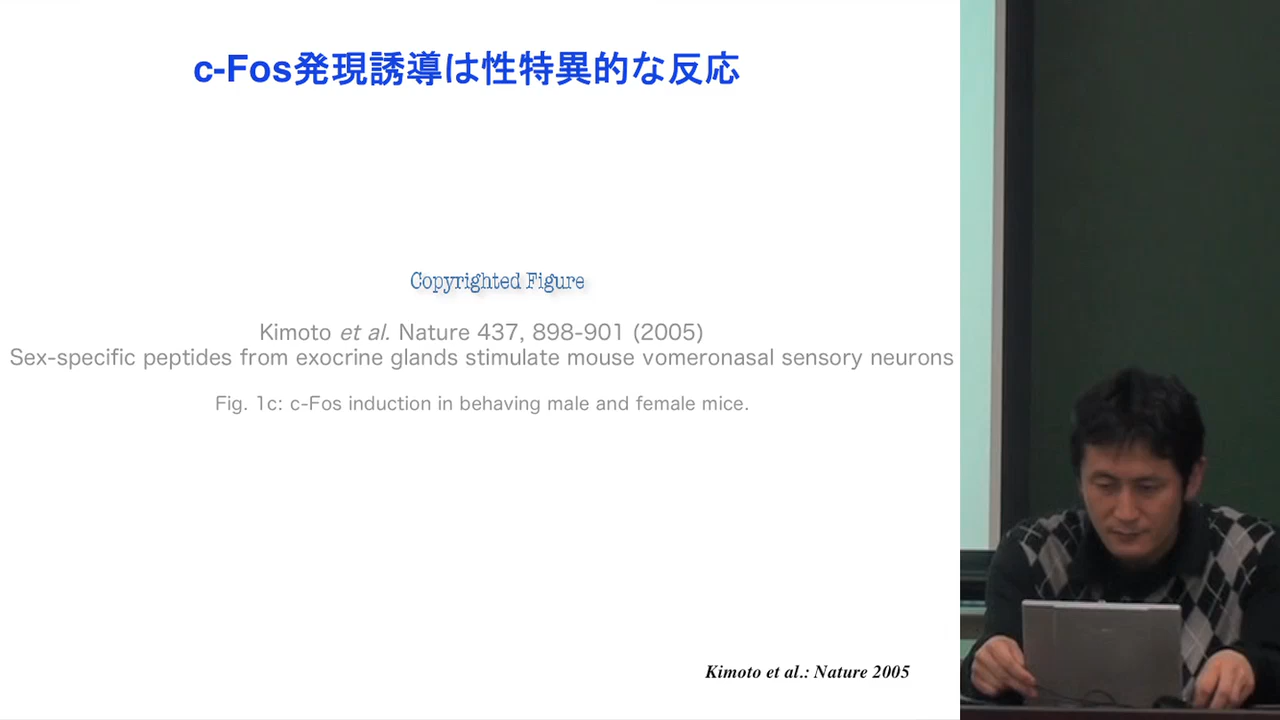 c-Fos発現誘導は性特異的な反応
Copyrighted Figure
Kimoto et al. Nature 437, 898-901 (2005)
Sex-specific peptides from exocrine glands stimulate mouse vomeronasal sensory neurons
Fig. 1c: c-Fos induction in behaving male and female mice.
Kimoto et al.: Nature 2005